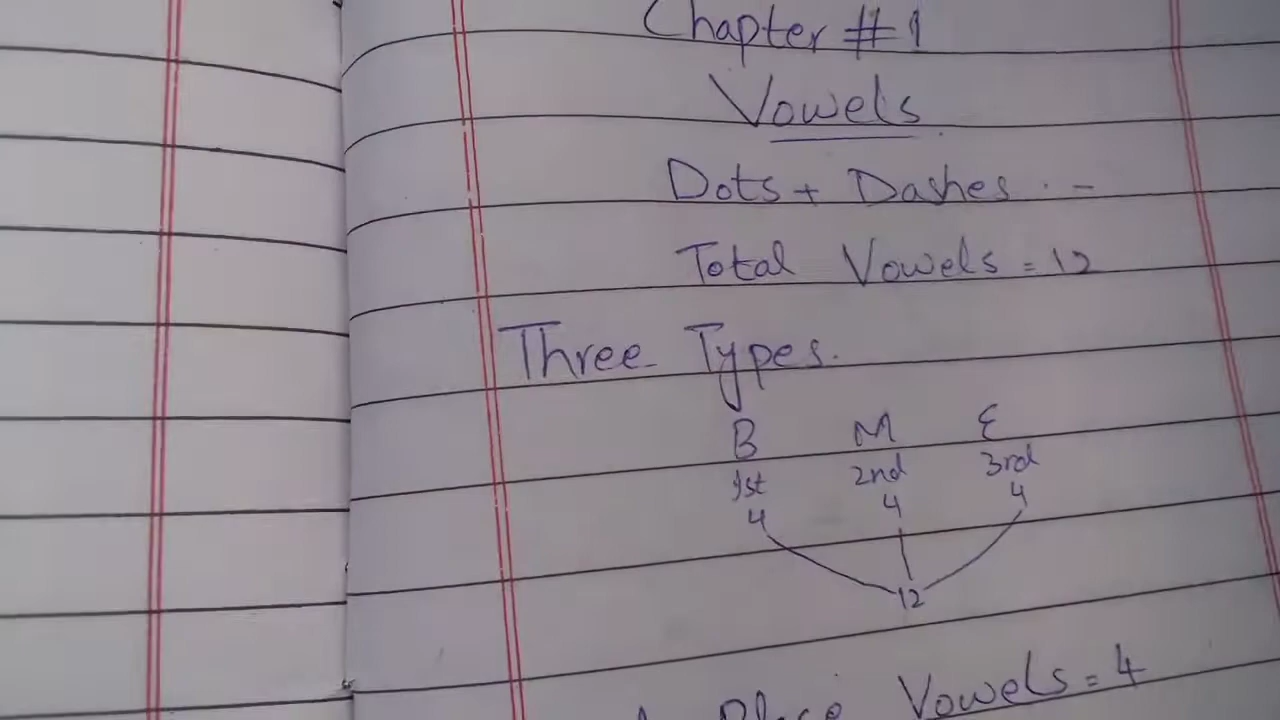 Chapter #1
Vowels
Dots + Dashes . -
Total Vowels = 12
Three Types.
B M E
1st 2nd 3rd
4 4 4
12
Place Vowels = 4